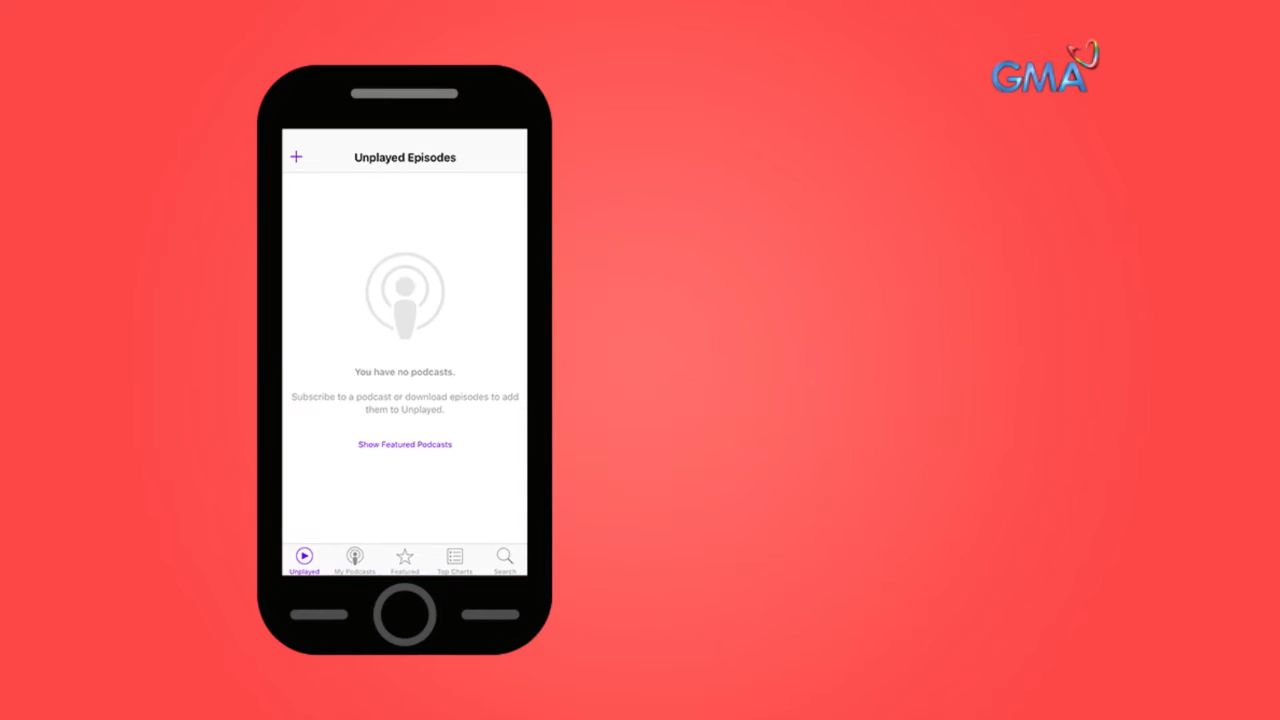 GMA
Unplayed Episodes
You have no podcasts.
Subscribe to a podcast or download episodes to add
them to Unplayed.
Show Featured Podcasts
Unplayed My Podcasts Featured Top Charts Search